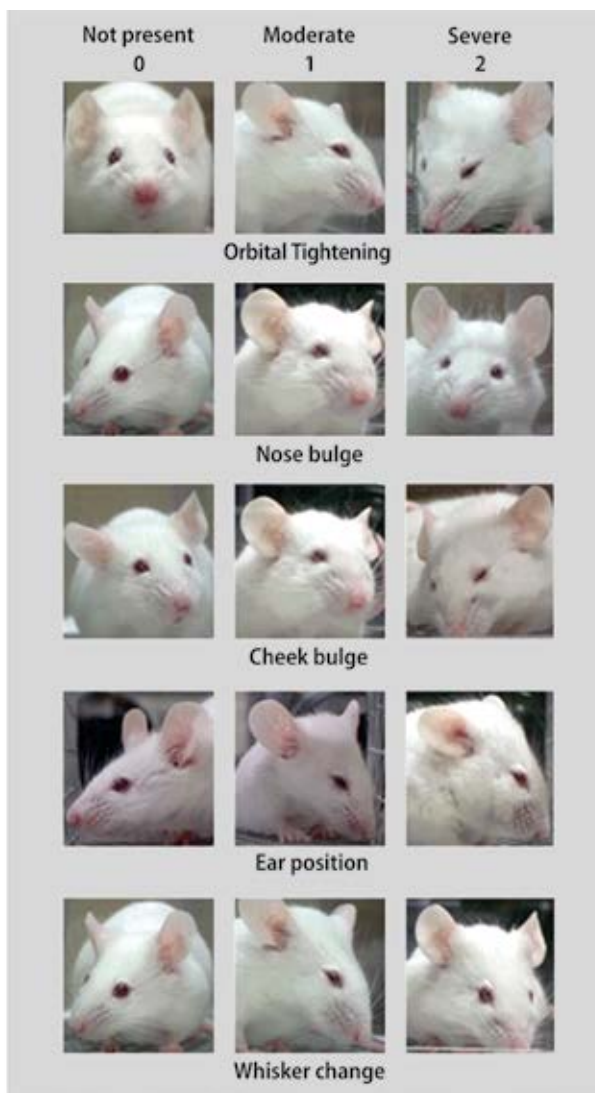 Not present Moderate Severe
0 1 2
Orbital Tightening
Nose bulge
Cheek bulge
Ear position
Whisker change